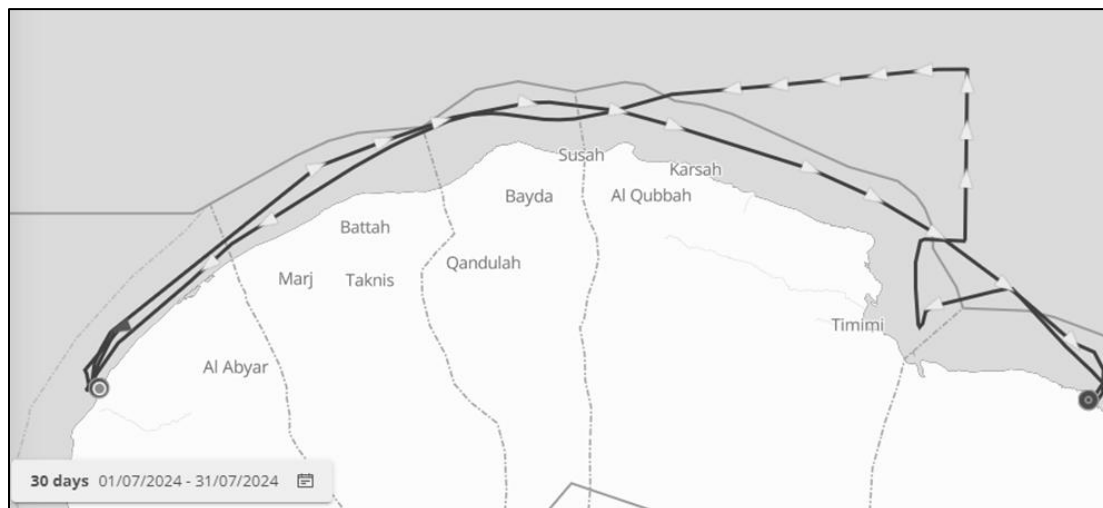 Susah
Karsah
Bayda
Al Qubbah
Battah
Qandulah
Marj
Taknis
Timimi
Al Abyar
30 days 01/07/2024 - 31/07/2024